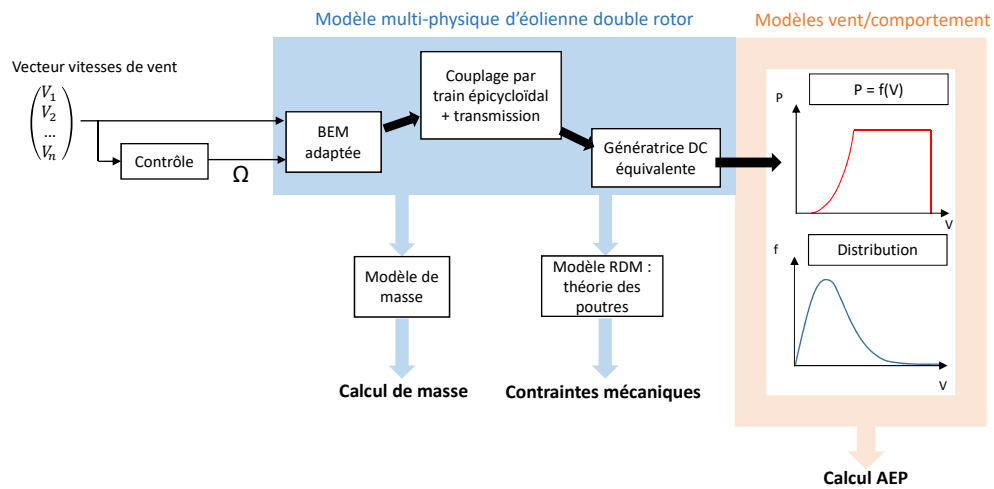 Modèle multi-physique d'éolienne double rotor
Modèles vent/comportement
Vecteur vitesses de vent
V1
V2
...
Vn
Contrôle
Ω
BEM
adaptée
Couplage par
train épicycloïdal
+ transmission
Génératrice DC
équivalente
P = f(V)
P
V
Distribution
f
V
Modèle de
masse
Modèle RDM :
théorie des
poutres
Calcul de masse
Contraintes mécaniques
Calcul AEP